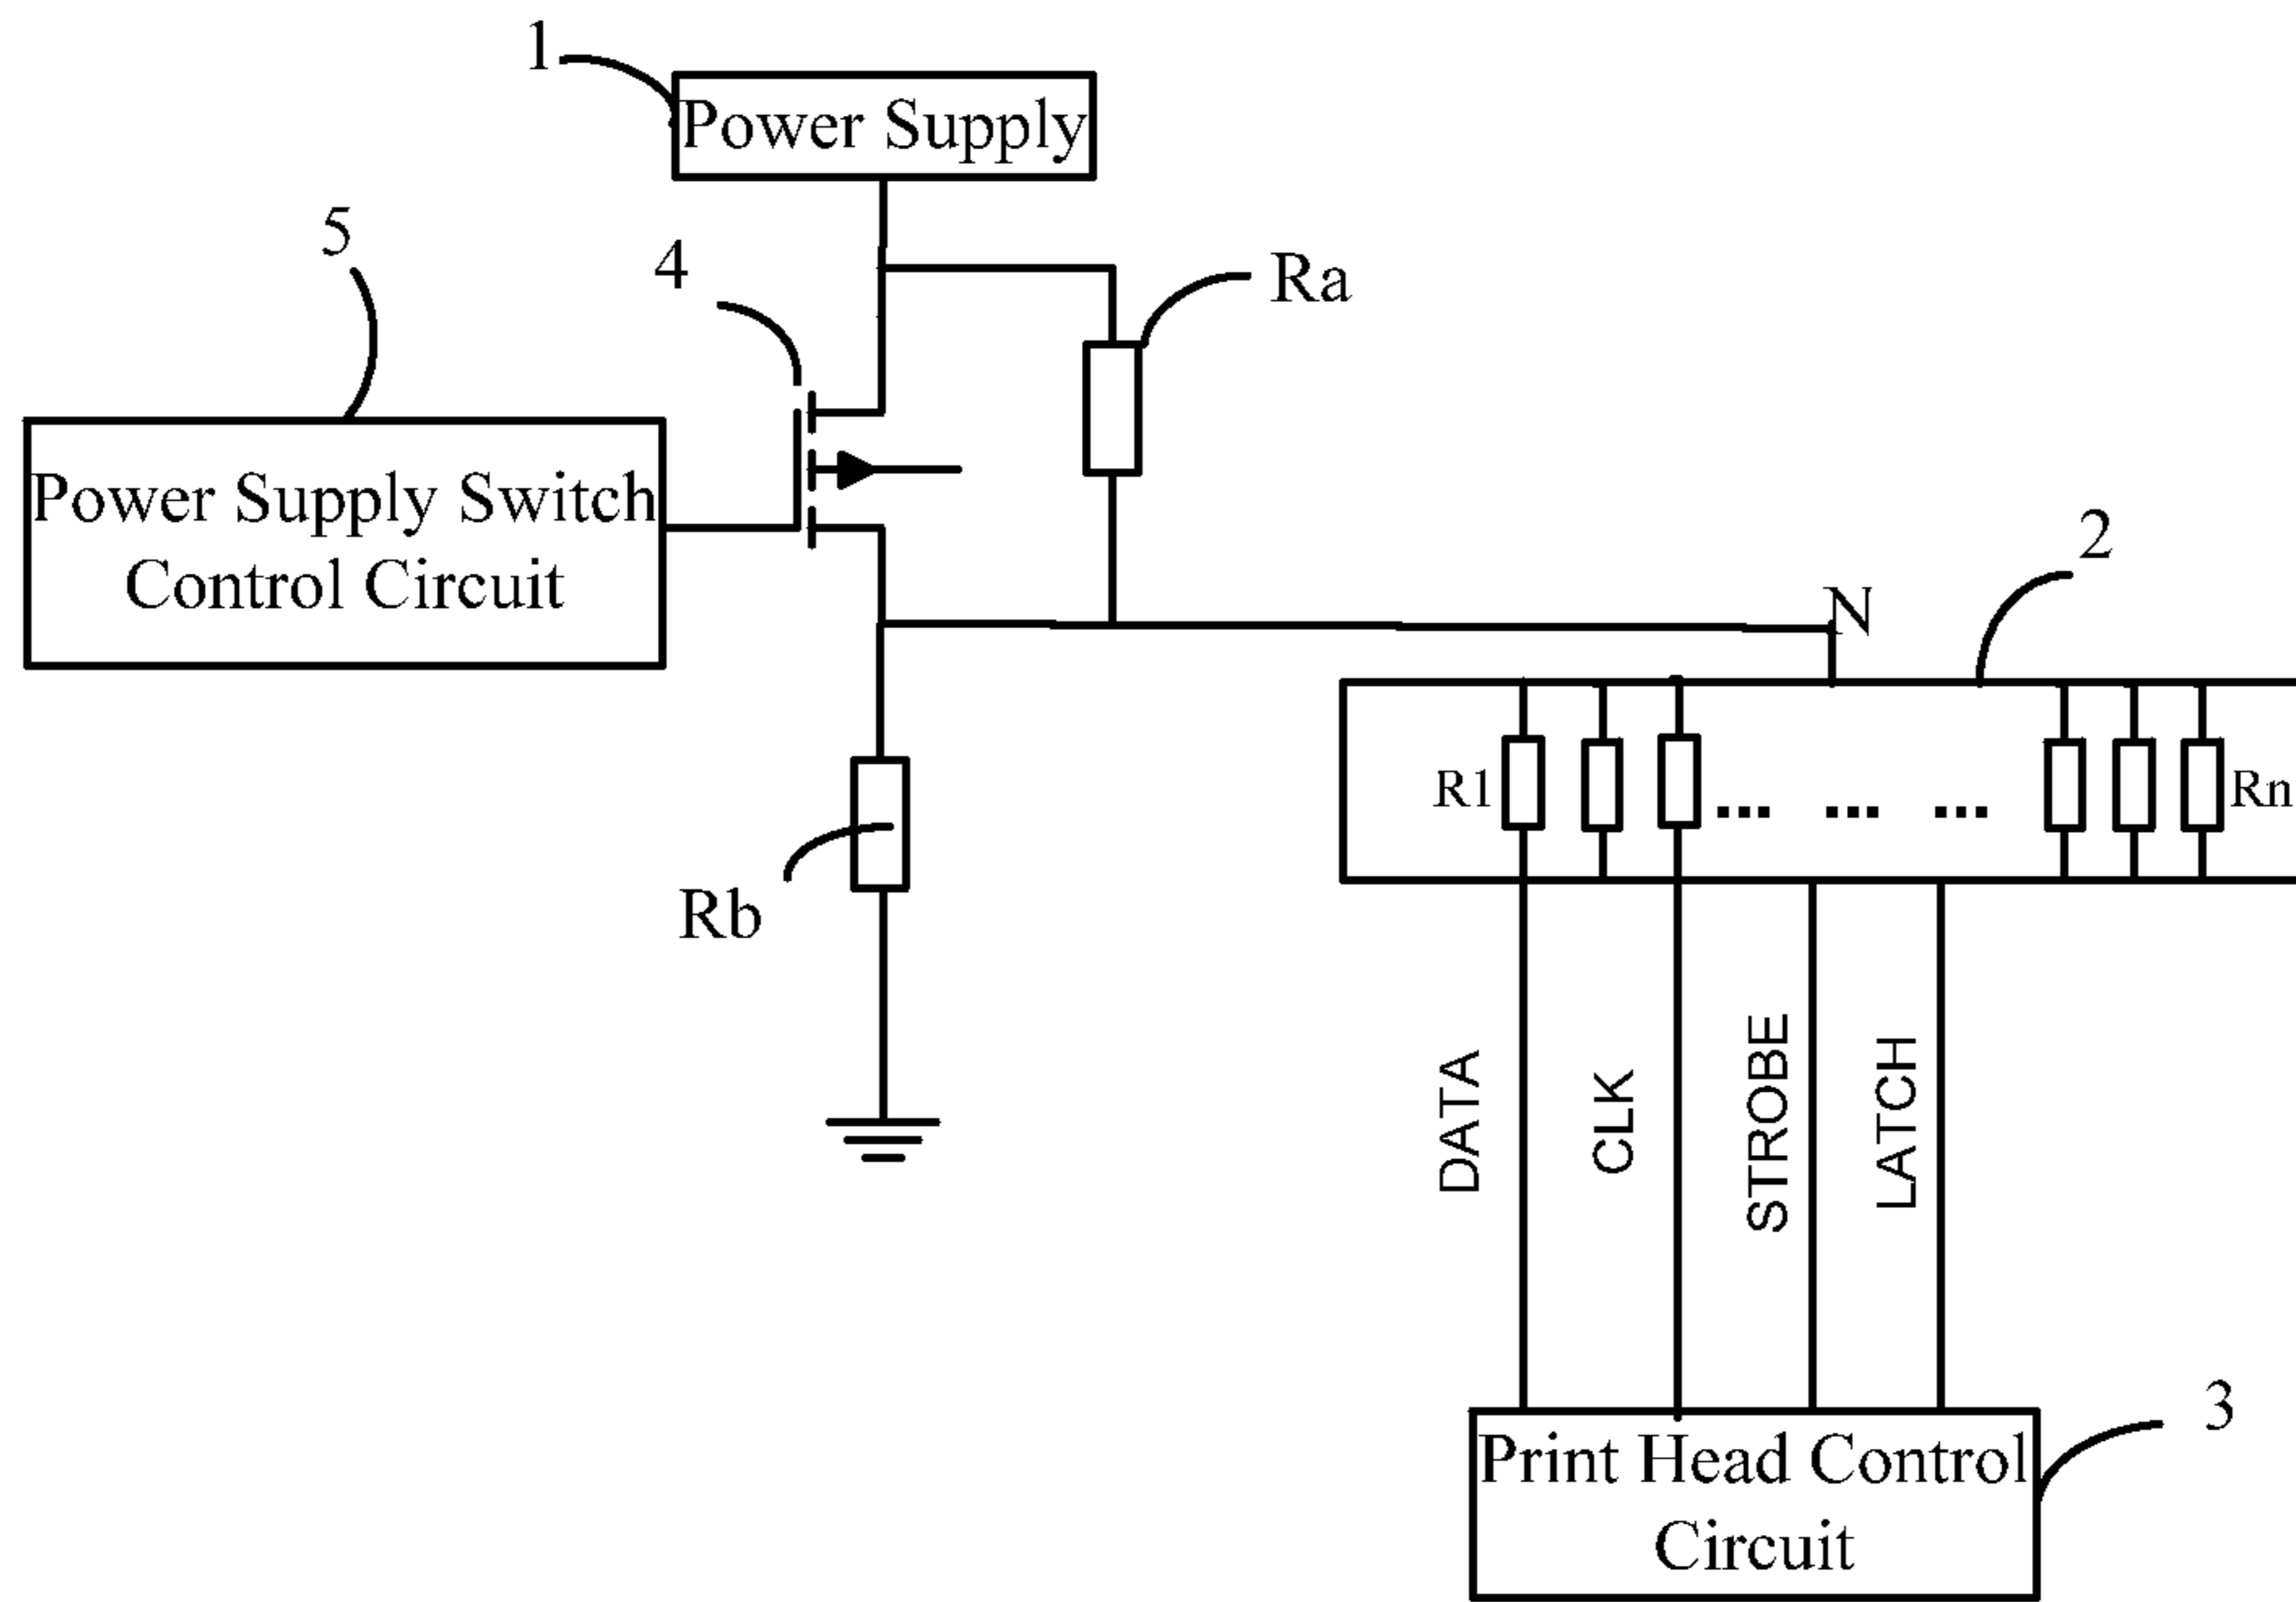 1
Power Supply
5
4
Ra
Power Supply Switch
Control Circuit
2
N
R1
... ... ...
Rn
Rb
DATA
CLK
STROBE
LATCH
3
Print Head Control
Circuit